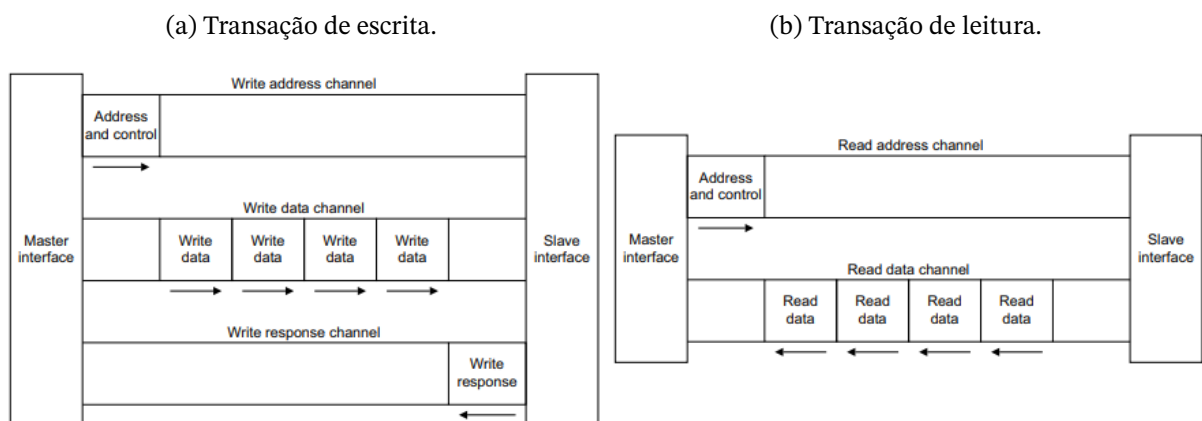 (a) Transação de escrita.
Write address channel
Address
and control
Write data channel
Master
interface
Write
data
Write
data
Write
data
Write
data
Slave
interface
Write response channel
Write
response
(b) Transação de leitura.
Read address channel
Address
and control
Master
interface
Slave
interface
Read data channel
Read
data
Read
data
Read
data
Read
data